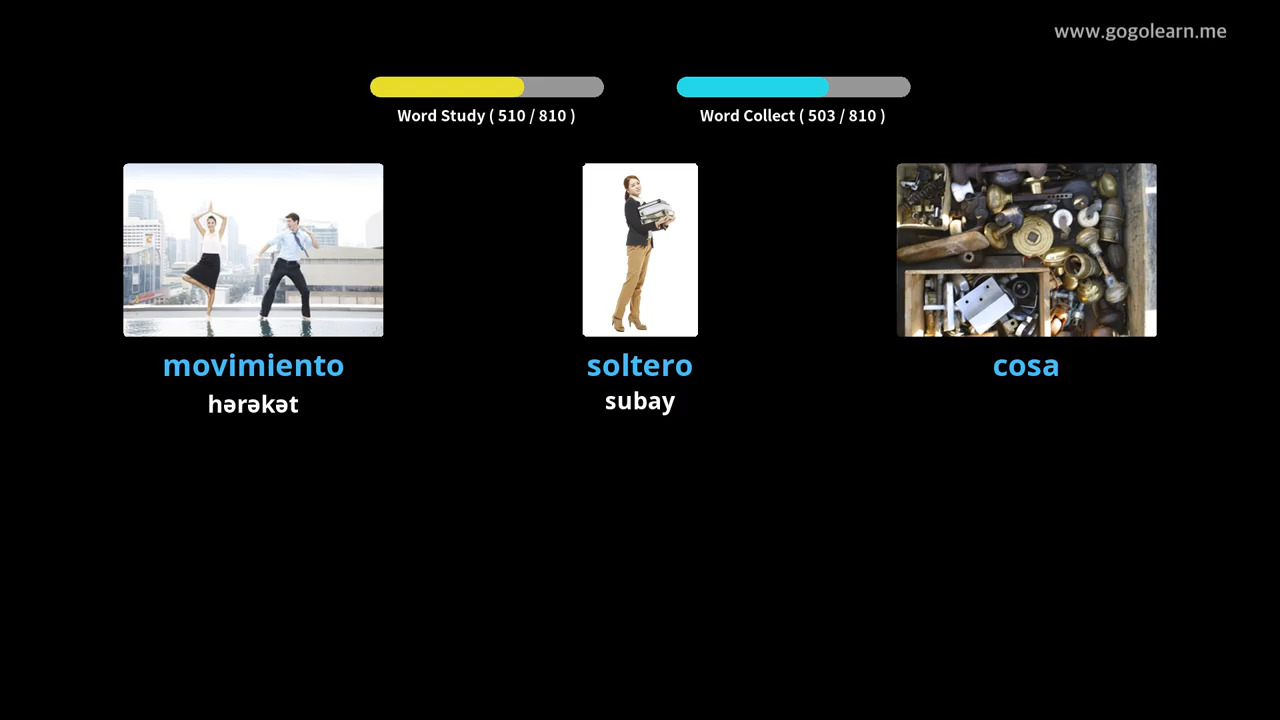 www.gogolearn.me
Word Study ( 510 / 810 )
Word Collect ( 503 / 810 )
movimiento
soltero
cosa
hərəkət
subay